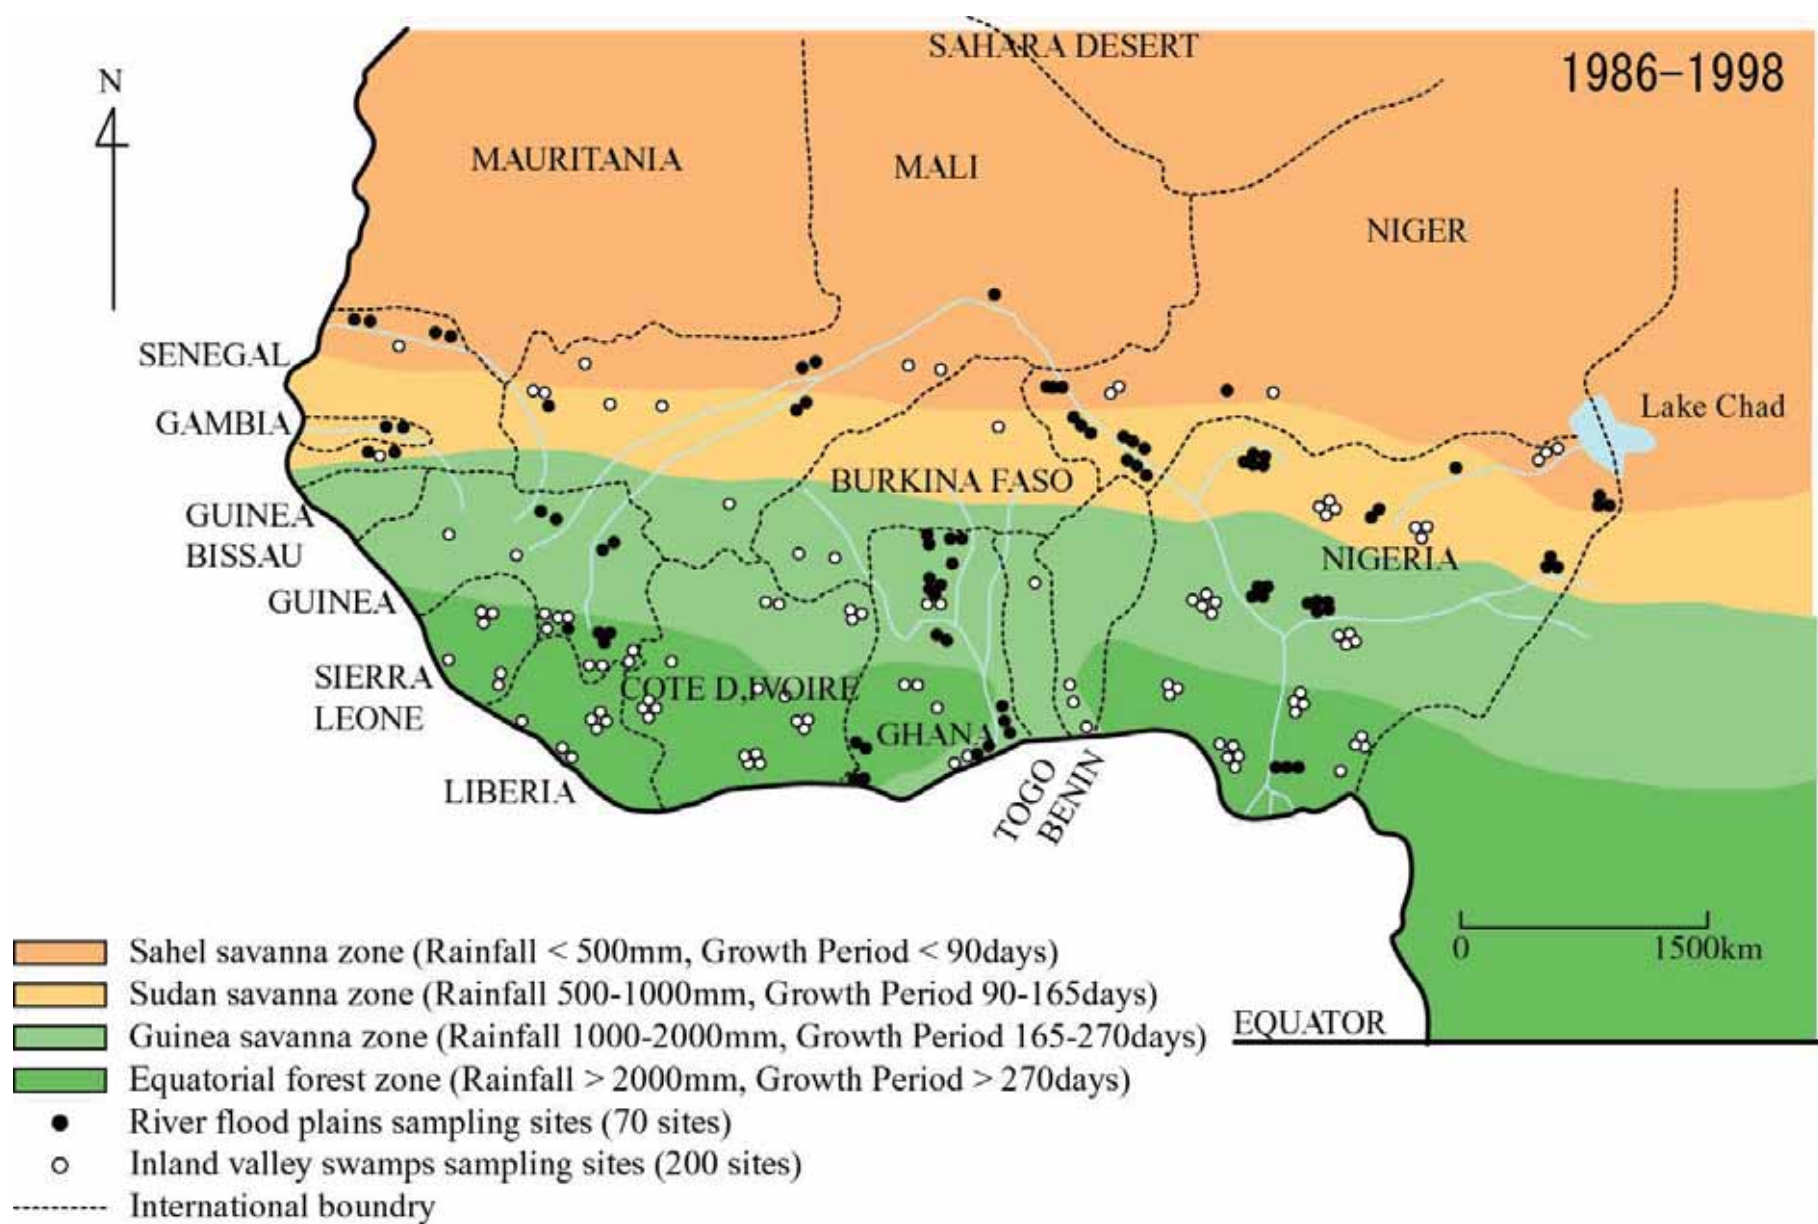 SAHARA DESERT
1986-1998
N
MAURITANIA
MALI
NIGER
SENEGAL
Lake Chad
GAMBIA
BURKINA FASO
GUINEA
BISSAU
NIGERIA
GUINEA
SIERRA
LEONE
COTE D,IVOIRE
GHANA
LIBERIA
TOGO
BENIN
0
1500km
EQUATOR
Sahel savanna zone (Rainfall < 500mm, Growth Period < 90days)
Sudan savanna zone (Rainfall 500-1000mm, Growth Period 90-165days)
Guinea savanna zone (Rainfall 1000-2000mm, Growth Period 165-270days)
Equatorial forest zone (Rainfall > 2000mm, Growth Period > 270days)
River flood plains sampling sites (70 sites)
Inland valley swamps sampling sites (200 sites)
International boundry